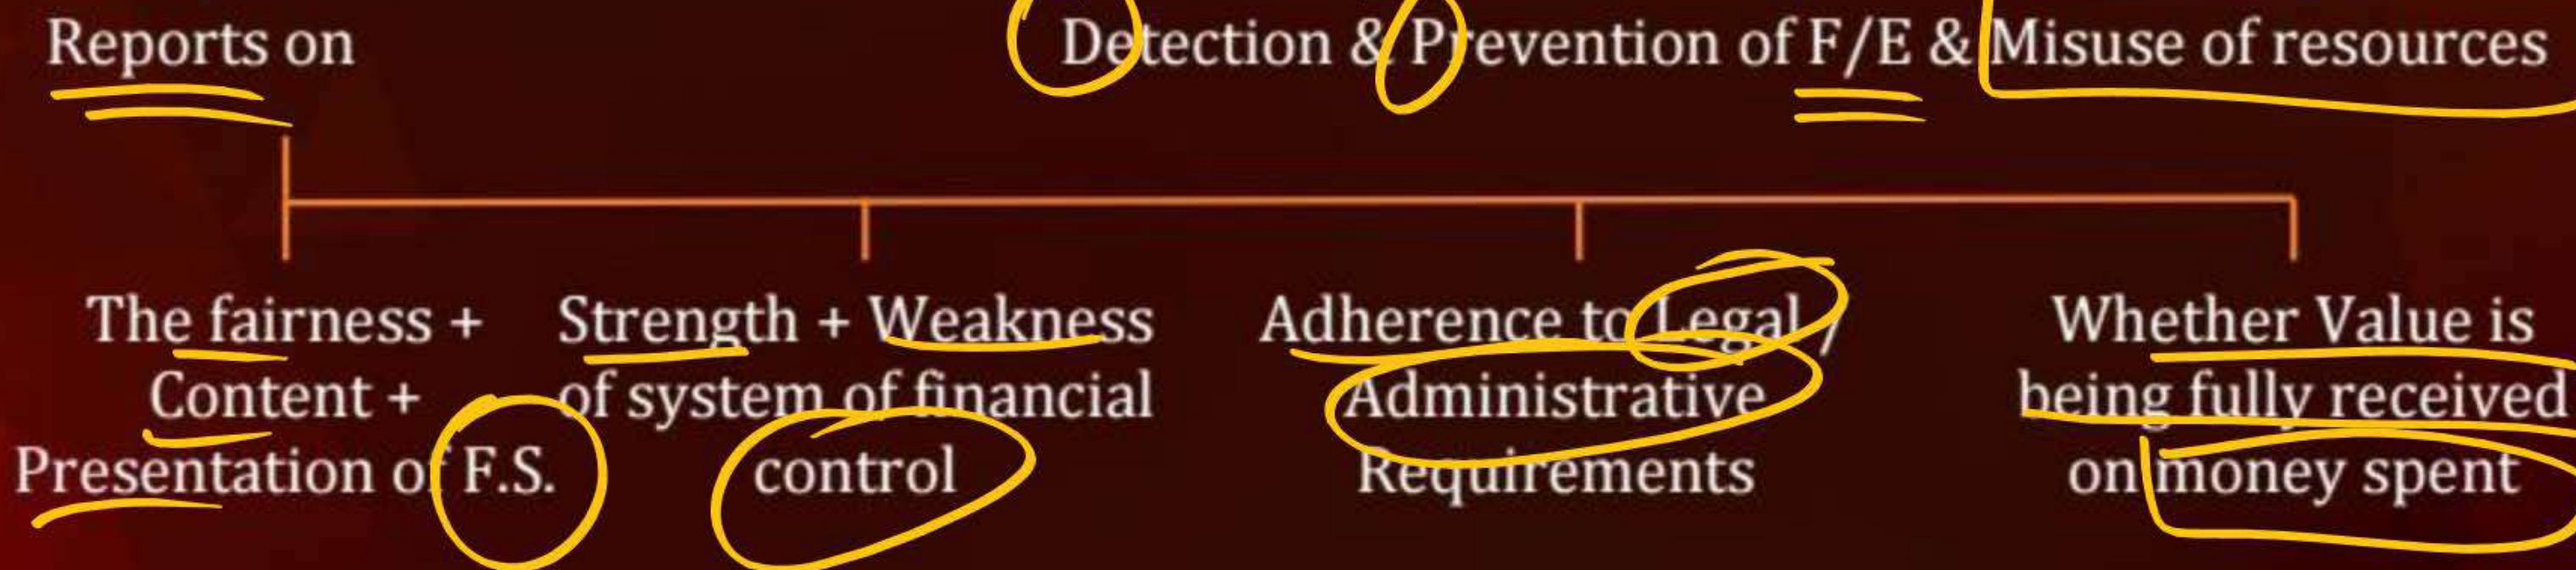 Reports on
Detection & Prevention of F/E & Misuse of resources
The fairness +
Content +
Presentation of F.S.
Strength + Weakness
of system of financial
control
Adherence to Legal /
Administrative
Requirements
Whether Value is
being fully received
on money spent